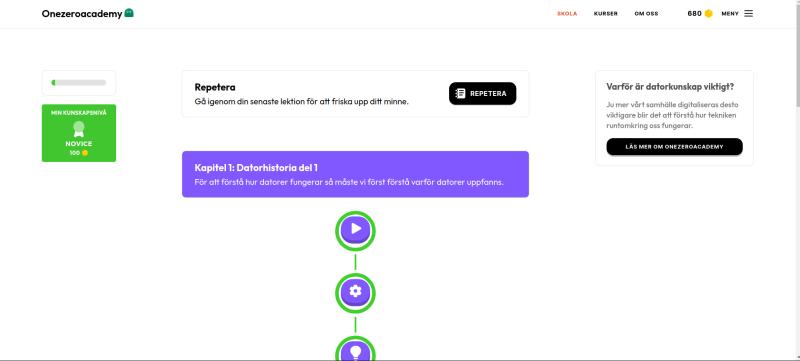 Onezeroacademy
SKOLA
KURSER
OM OSS
680
MENY
MIN KUNSKAPSNIVÅ
NOVICE
100
Repetera
Gå igenom din senaste lektion för att friska upp ditt minne.
REPETERA
Kapitel 1: Datorhistoria del 1
För att förstå hur datorer fungerar så måste vi först förstå varför datorer uppfanns.
Varför är datorkunskap viktigt?
Ju mer vårt samhälle digitaliseras desto
viktigare blir det att förstå hur tekniken
runtomkring oss fungerar.
LÄS MER OM ONEZEROACADEMY